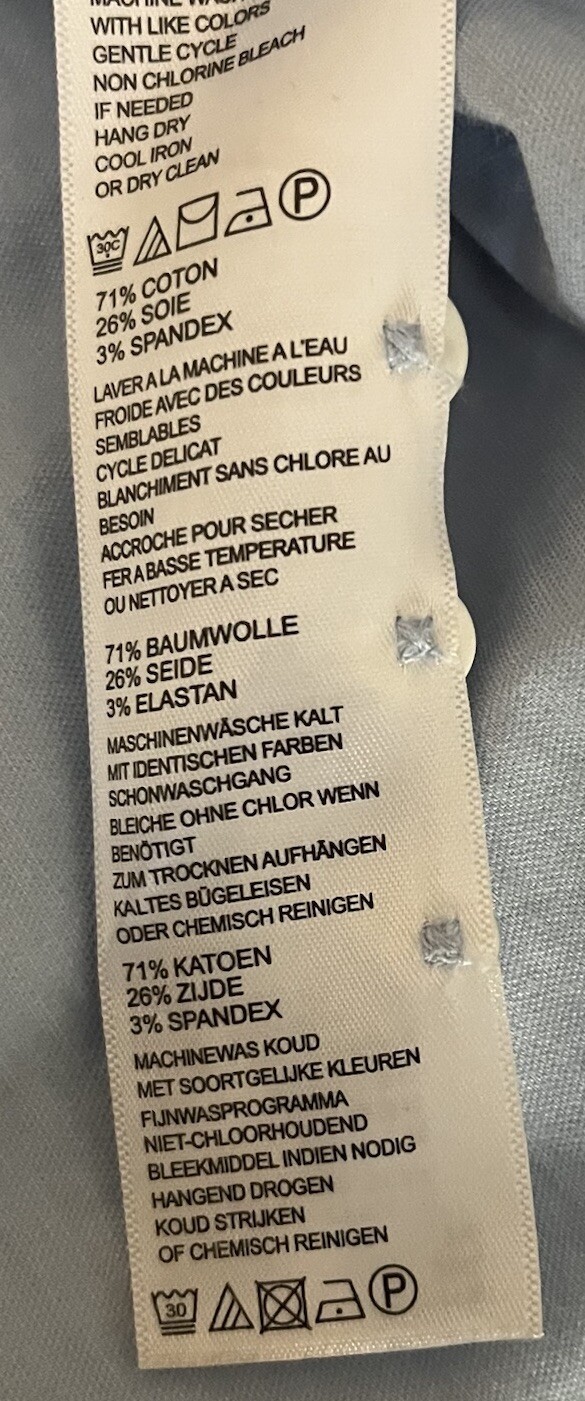 MACHINE WASH
WITH LIKE COLORS
GENTLE CYCLE
NON CHLORINE BLEACH
IF NEEDED
HANG DRY
COOL IRON
OR DRY CLEAN
30C P
71% COTON
26% SOIE
3% SPANDEX
LAVER A LA MACHINE A L'EAU
FROIDE AVEC DES COULEURS
SEMBLABLES
CYCLE DELICAT
BLANCHIMENT SANS CHLORE AU
BESOIN
ACCROCHE POUR SECHER
FER A BASSE TEMPERATURE
OU NETTOYER A SEC
71% BAUMWOLLE
26% SEIDE
3% ELASTAN
MASCHINENWÄSCHE KALT
MIT IDENTISCHEN FARBEN
SCHONWASCHGANG
BLEICHE OHNE CHLOR WENN
BENÖTIGT
ZUM TROCKNEN AUFHÄNGEN
KALTES BÜGELEISEN
ODER CHEMISCH REINIGEN
71% KATOEN
26% ZIJDE
3% SPANDEX
MACHINEWAS KOUD
MET SOORTGELIJKE KLEUREN
FIJNWASPROGRAMMA
NIET-CHLOORHOUDEND
BLEEKMIDDEL INDIEN NODIG
HANGEND DROGEN
KOUD STRIJKEN
OF CHEMISCH REINIGEN
30 P